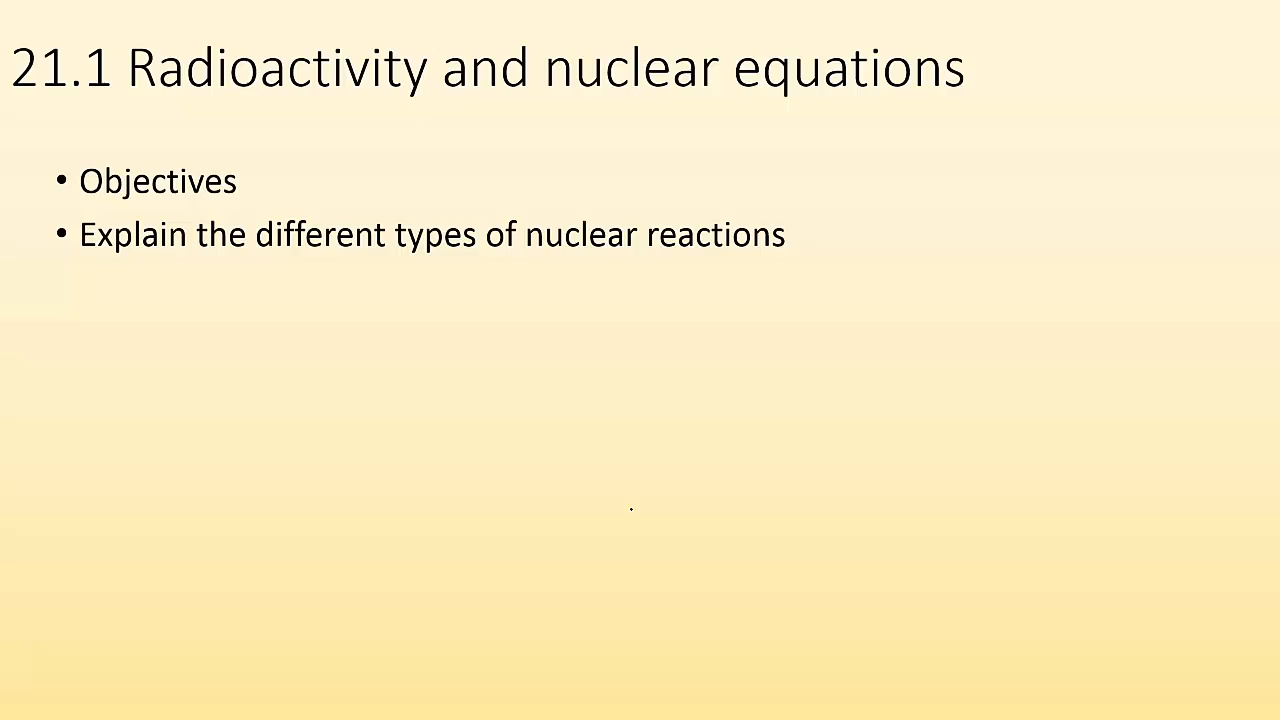 21.1 Radioactivity and nuclear equations
• Objectives
• Explain the different types of nuclear reactions